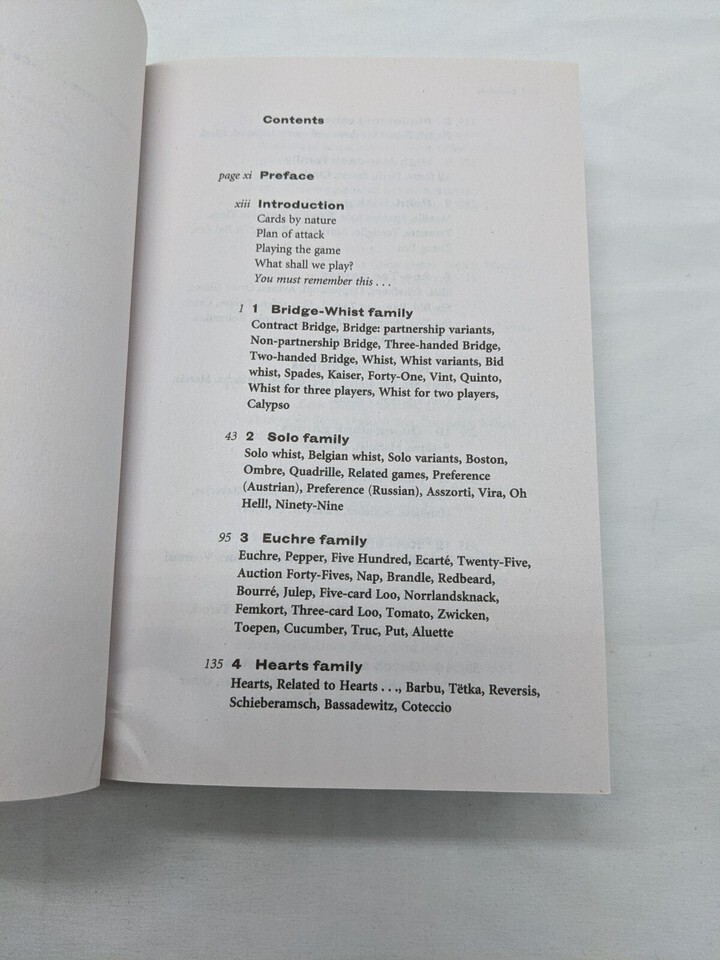 Contents
page xi Preface
xiii Introduction
Cards by nature
Plan of attack
Playing the game
What shall we play?
You must remember this . . .
1 1 Bridge-Whist family
Contract Bridge, Bridge: partnership variants,
Non-partnership Bridge, Three-handed Bridge,
Two-handed Bridge, Whist, Whist variants, Bid
whist, Spades, Kaiser, Forty-One, Vint, Quinto,
Whist for three players, Whist for two players,
Calypso
43 2 Solo family
Solo whist, Belgian whist, Solo variants, Boston,
Ombre, Quadrille, Related games, Preference
(Austrian), Preference (Russian), Asszorti, Vira, Oh
Hell!, Ninety-Nine
95 3 Euchre family
Euchre, Pepper, Five Hundred, Ecarté, Twenty-Five,
Auction Forty-Fives, Nap, Brandle, Redbeard,
Bourré, Julep, Five-card Loo, Norrlandsknack,
Femkort, Three-card Loo, Tomato, Zwicken,
Toepen, Cucumber, Truc, Put, Aluette
135 4 Hearts family
Hearts, Related to Hearts . . ., Barbu, Tëtka, Reversis,
Schieberamsch, Bassadewitz, Coteccio